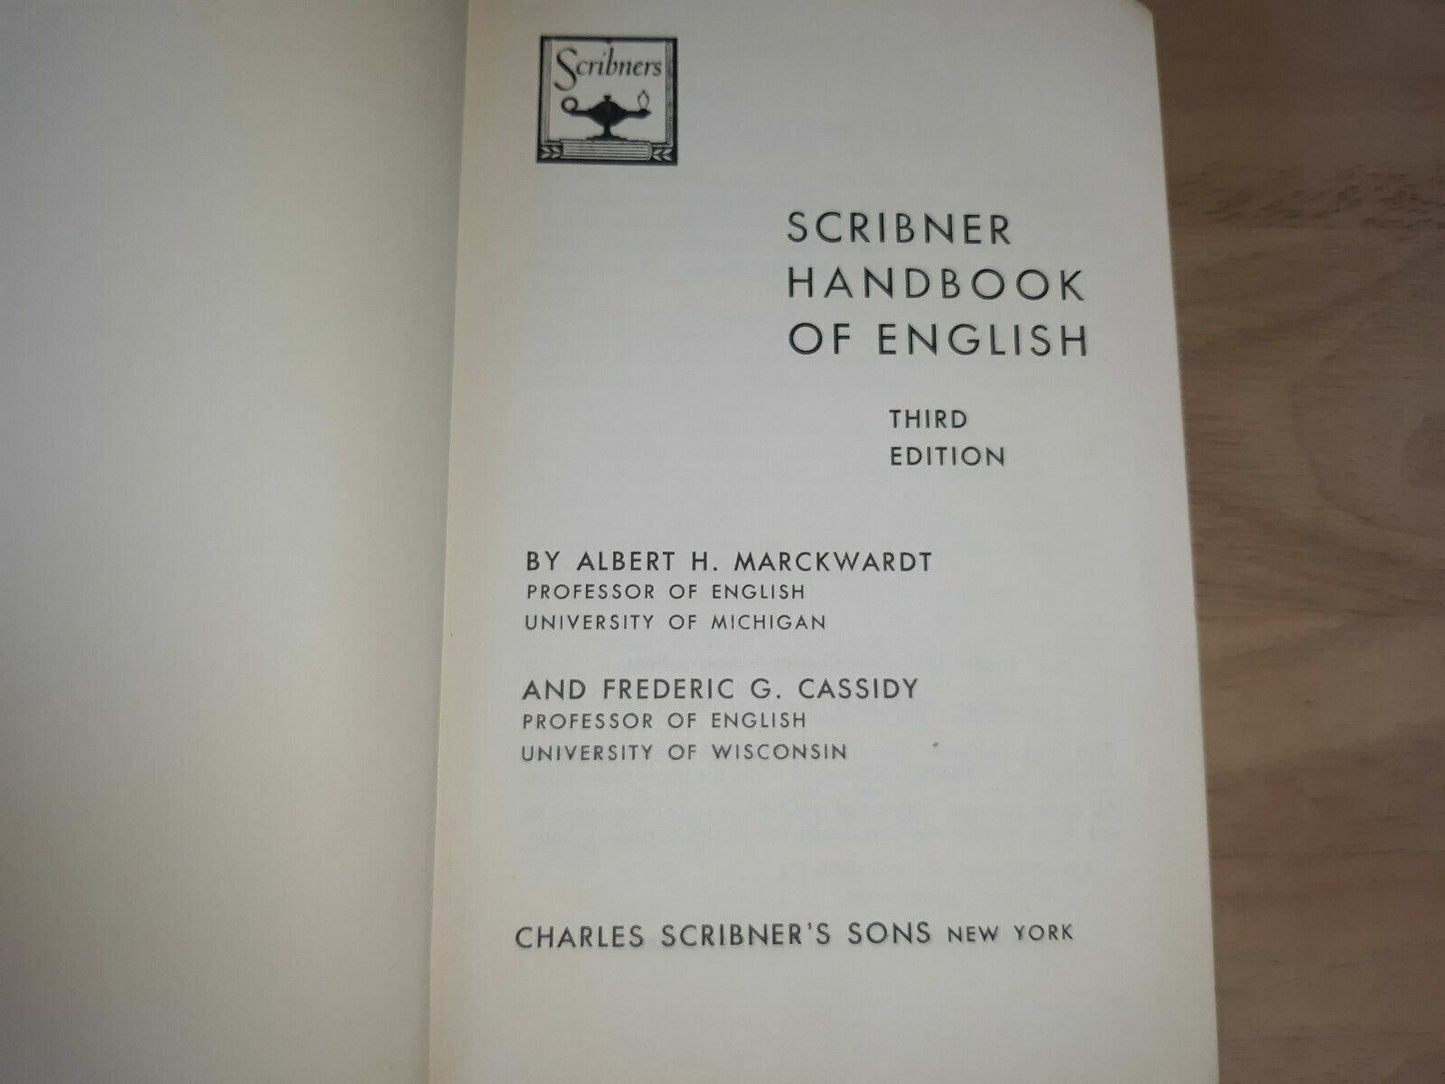 Scribners
SCRIBNER
HANDBOOK
OF ENGLISH
THIRD
EDITION
BY ALBERT H. MARCKWARDT
PROFESSOR OF ENGLISH
UNIVERSITY OF MICHIGAN
AND FREDERIC G. CASSIDY
PROFESSOR OF ENGLISH
UNIVERSITY OF WISCONSIN
CHARLES SCRIBNER'S SONS NEW YORK